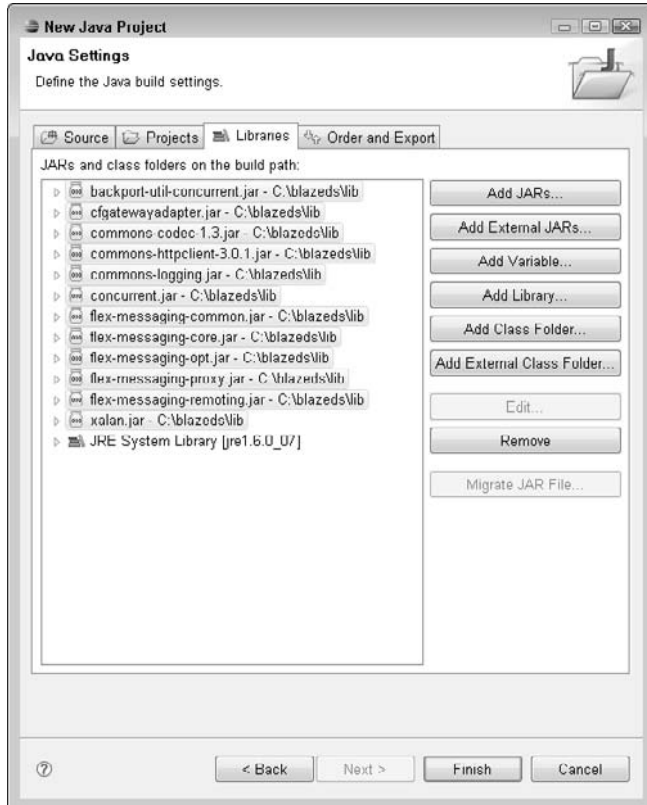 New Java Project
Java Settings
Define the Java build settings.
Source Projects Libraries Order and Export
JARs and class folders on the build path:
backport-util-concurrent.jar - C:\blazeds\lib
cfgatewayadapter.jar - C:\blazeds\lib
commons-codec-1.3.jar - C:\blazeds\lib
commons-httpclient-3.0.1.jar - C:\blazeds\lib
commons-logging.jar - C:\blazeds\lib
concurrent.jar - C:\blazeds\lib
flex-messaging-common.jar - C:\blazeds\lib
flex-messaging-core.jar - C:\blazeds\lib
flex-messaging-opt.jar - C:\blazeds\lib
flex-messaging-proxy.jar - C:\blazeds\lib
flex-messaging-remoting.jar - C:\blazeds\lib
xalan.jar - C:\blazeds\lib
JRE System Library [jre1.6.0_07]
Add JARs...
Add External JARs...
Add Variable...
Add Library...
Add Class Folder...
Add External Class Folder...
Edit...
Remove
Migrate JAR File...
? < Back Next > Finish Cancel